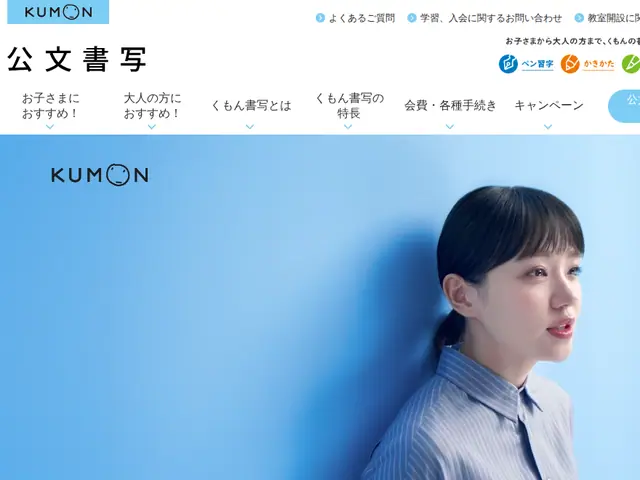 KUMON
よくあるご質問
学習、入会に関するお問い合わせ
教室開設に関
公文書写
お子さまから大人の方まで、くもんの書
ペン習字
かきかた
お子さまに
おすすめ！
大人の方に
おすすめ！
くもん書写とは
くもん書写の
特長
会費・各種手続き
キャンペーン
公文
KUMON